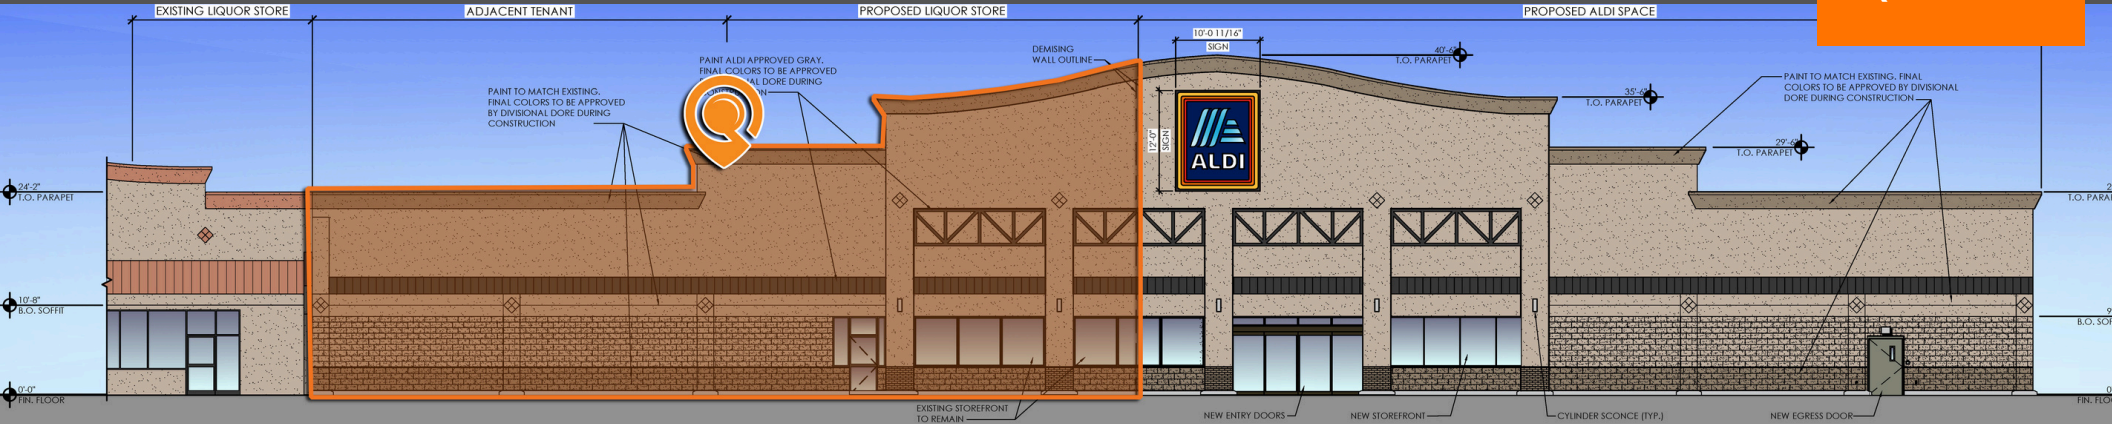 EXISTING LIQUOR STORE
ADJACENT TENANT
PROPOSED LIQUOR STORE
PROPOSED ALDI SPACE
10'-0 11/16"
SIGN
DEMISING
WALL OUTLINE
40'-6"
T.O. PARAPET
PAINT ALDI APPROVED GRAY.
FINAL COLORS TO BE APPROVED
DORE DURING
PAINT TO MATCH EXISTING.
FINAL COLORS TO BE APPROVED
BY DIVISIONAL DORE DURING
CONSTRUCTION
PAINT TO MATCH EXISTING. FINAL
COLORS TO BE APPROVED BY DIVISIONAL
DORE DURING CONSTRUCTION
35'-6"
T.O. PARAPET
12'-0"
SIGN
ALDI
29'-6"
T.O. PARAPET
24'-2"
T.O. PARAPET
T.O. PARA
10'-8"
B.O. SOFFIT
B.O. SOF
0'-0"
FIN. FLOOR
FIN. FLO
EXISTING STOREFRONT
TO REMAIN
NEW ENTRY DOORS
NEW STOREFRONT
CYLINDER SCONCE (TYP.)
NEW EGRESS DOOR